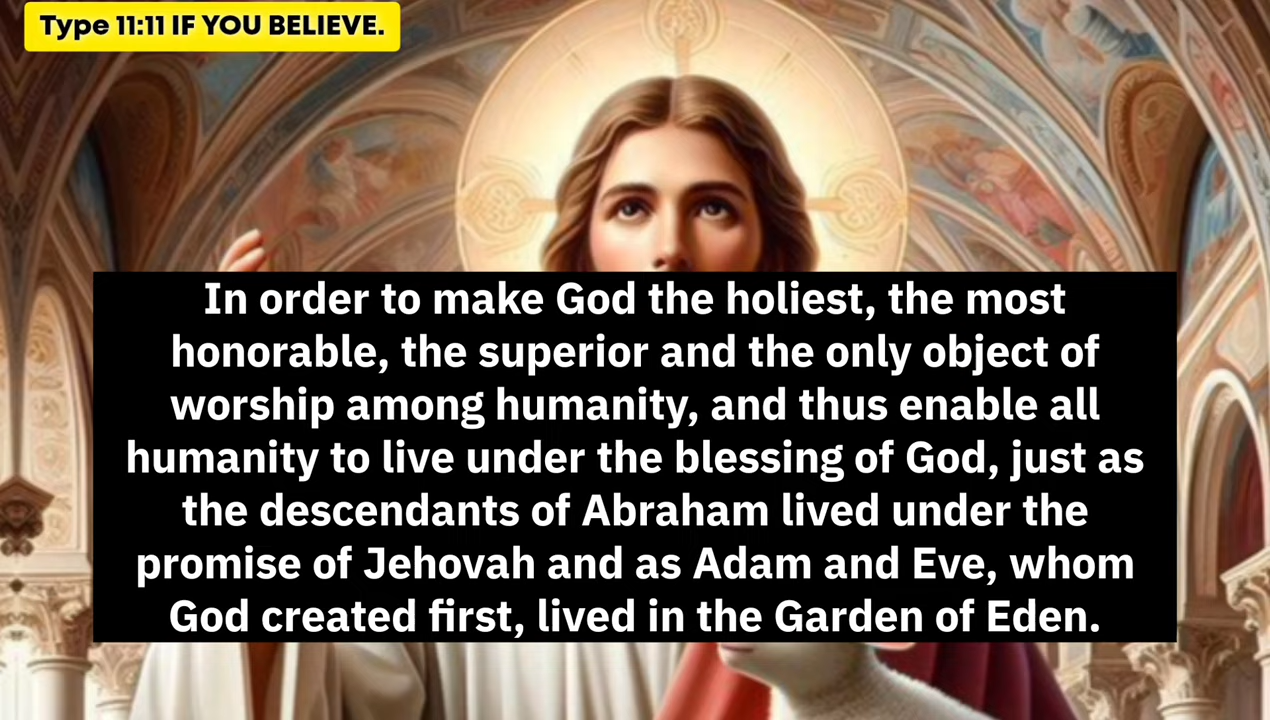 Type 11:11 IF YOU BELIEVE.
In order to make God the holiest, the most
honorable, the superior and the only object of
worship among humanity, and thus enable all
humanity to live under the blessing of God, just as
the descendants of Abraham lived under the
promise of Jehovah and as Adam and Eve, whom
God created first, lived in the Garden of Eden.